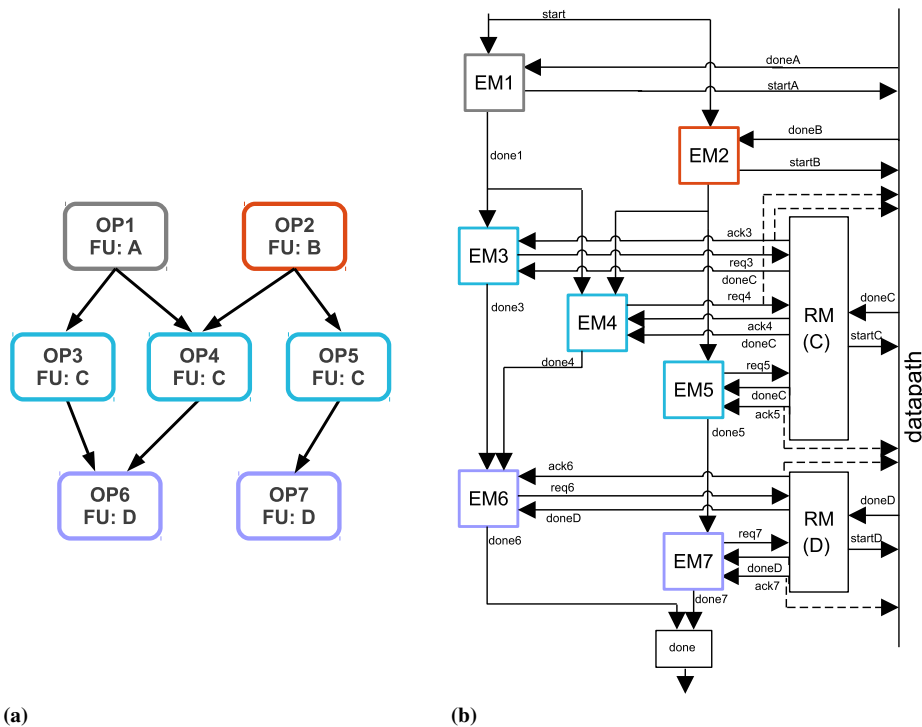 OP1
FU: A
OP2
FU: B
OP3
FU: C
OP4
FU: C
OP5
FU: C
OP6
FU: D
OP7
FU: D
(a)
start
EM1
doneA
startA
done1
EM2
doneB
startB
EM3
ack3
req3
doneC
done3
EM4
req4
ack4
doneC
done4
RM
(C)
doneC
startC
EM5
req5
doneC
ack5
done5
datapath
EM6
ack6
req6
doneD
done6
RM
(D)
doneD
startD
EM7
req7
doneD
ack7
done7
done
(b)